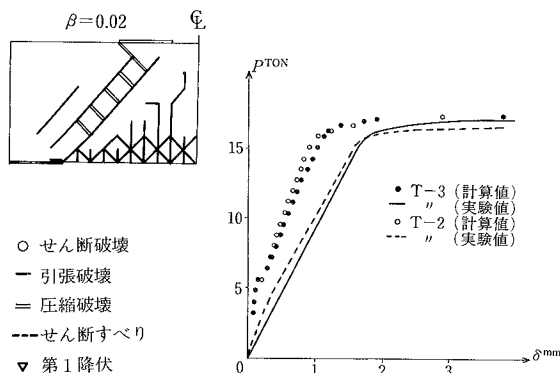 β=0.02
℄
○ せん断破壊
━ 引張破壊
═ 圧縮破壊
---- せん断すべり
▽ 第1降伏
P^TON
15
10
5
0
1
2
3
δ^mm
● T-3 (計算値)
— 〃 (実験値)
○ T-2 (計算値)
--- 〃 (実験値)